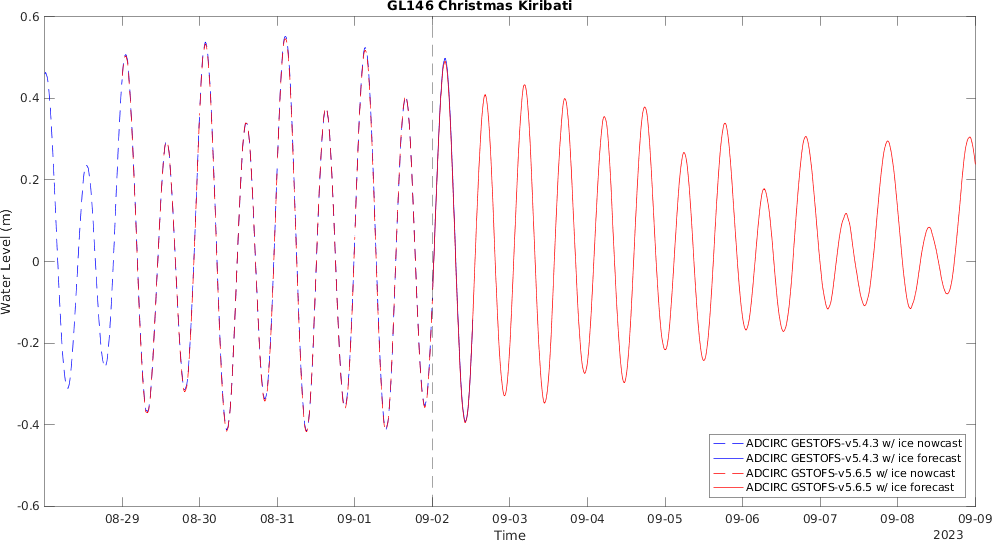 GL146 Christmas Kiribati
Water Level (m)
0.6
0.4
0.2
0
-0.2
-0.4
-0.6
ADCIRC GESTOFS-v5.4.3 w/ ice nowcast
ADCIRC GESTOFS-v5.4.3 w/ ice forecast
ADCIRC GSTOFS-v5.6.5 w/ ice nowcast
ADCIRC GSTOFS-v5.6.5 w/ ice forecast
08-29 08-30 08-31 09-01 09-02 09-03 09-04 09-05 09-06 09-07 09-08 09-09
Time
2023